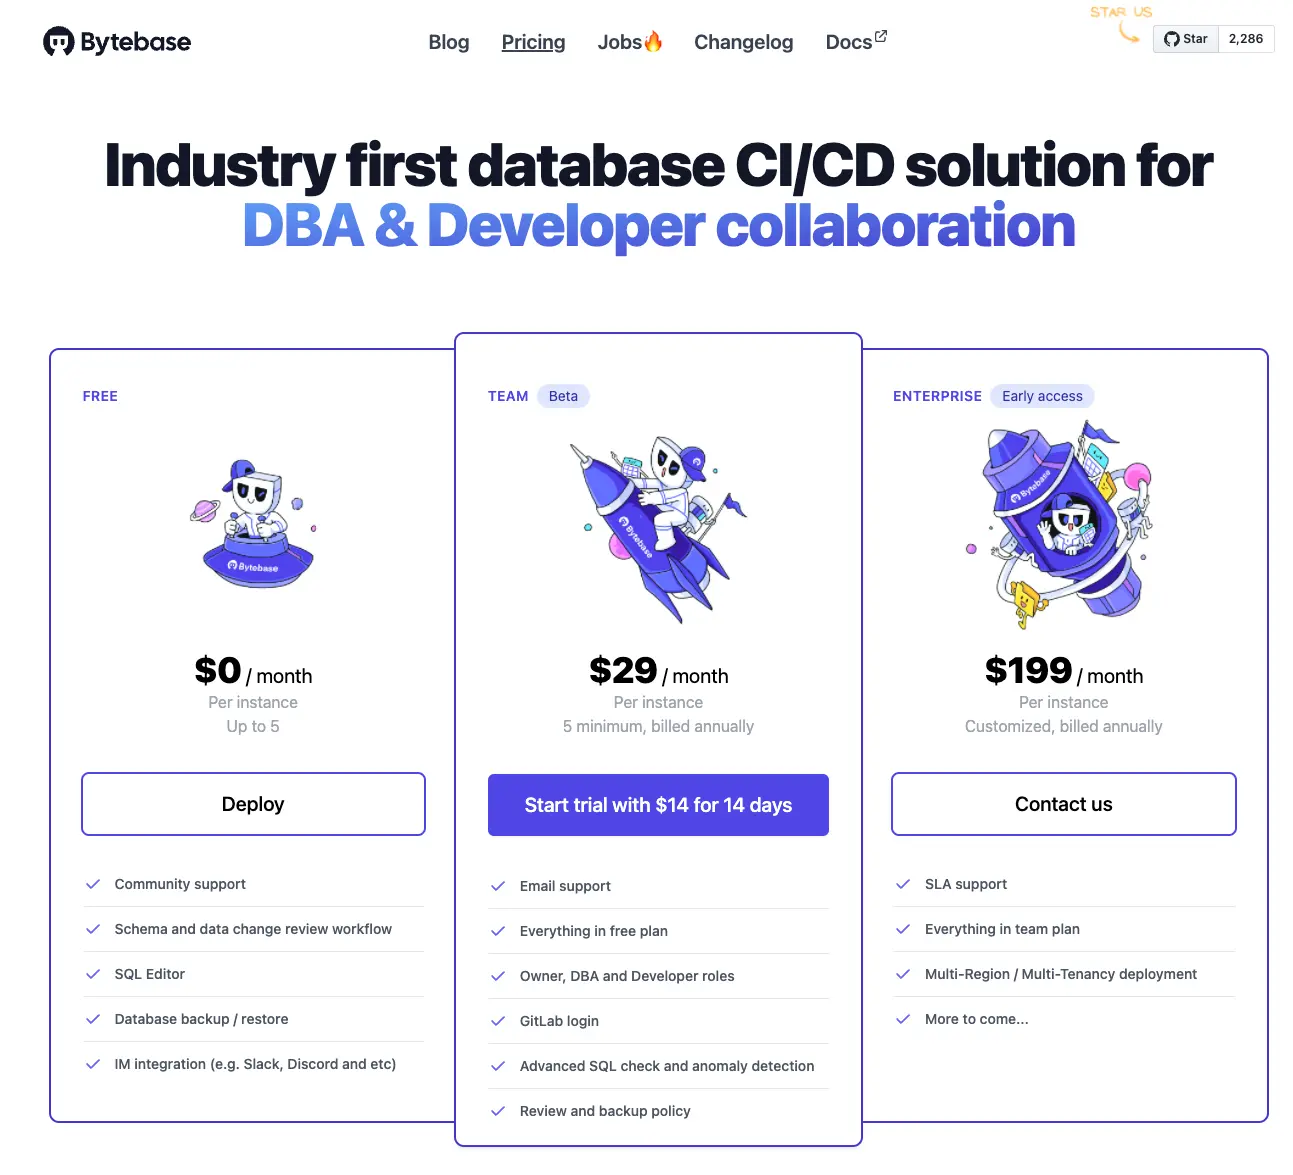 Bytebase
Blog
Pricing
Jobs🔥
Changelog
Docs
STAR US
Star
2,286
Industry first database CI/CD solution for
DBA & Developer collaboration
FREE
Bytebase
$0 / month
Per instance
Up to 5
Deploy
Community support
Schema and data change review workflow
SQL Editor
Database backup / restore
IM integration (e.g. Slack, Discord and etc)
TEAM
Beta
Bytebase
$29 / month
Per instance
5 minimum, billed annually
Start trial with $14 for 14 days
Email support
Everything in free plan
Owner, DBA and Developer roles
GitLab login
Advanced SQL check and anomaly detection
Review and backup policy
ENTERPRISE
Early access
Bytebase
$199 / month
Per instance
Customized, billed annually
Contact us
SLA support
Everything in team plan
Multi-Region / Multi-Tenancy deployment
More to come...